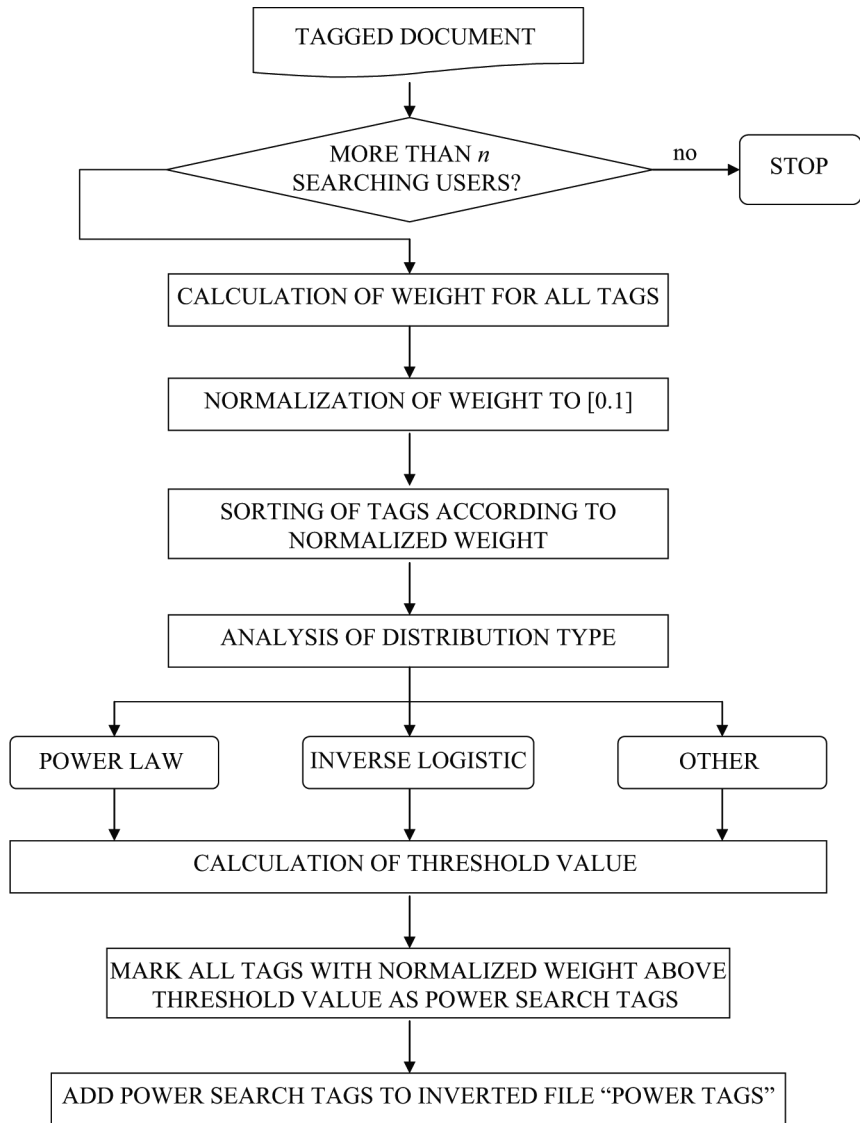 TAGGED DOCUMENT
MORE THAN n
SEARCHING USERS?
no
STOP
CALCULATION OF WEIGHT FOR ALL TAGS
NORMALIZATION OF WEIGHT TO [0.1]
SORTING OF TAGS ACCORDING TO
NORMALIZED WEIGHT
ANALYSIS OF DISTRIBUTION TYPE
POWER LAW
INVERSE LOGISTIC
OTHER
CALCULATION OF THRESHOLD VALUE
MARK ALL TAGS WITH NORMALIZED WEIGHT ABOVE
THRESHOLD VALUE AS POWER SEARCH TAGS
ADD POWER SEARCH TAGS TO INVERTED FILE “POWER TAGS”